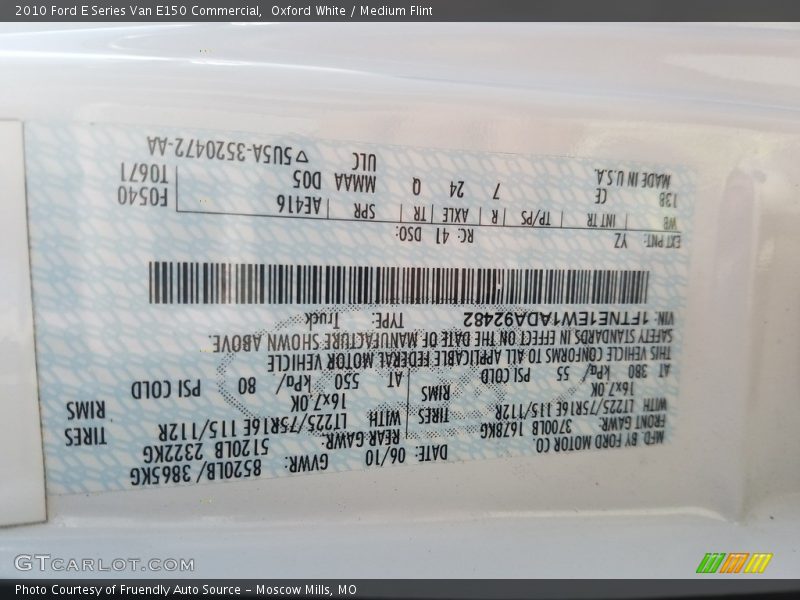 2010 Ford E Series Van E150 Commercial, Oxford White / Medium Flint
MFD. BY FORD MOTOR CO.
DATE: 06/10 GVWR: 8520LB/ 3865KG
FRONT GAWR: 3700LB 1678KG REAR GAWR: 5120LB 2322KG
WITH LT225/75R16E 115/112R TIRES WITH LT225/75R16E 115/112R TIRES
16x7.0K RIMS 16x7.0K RIMS
AT 380 kPa/ 55 PSI COLD AT 550 kPa/ 80 PSI COLD
THIS VEHICLE CONFORMS TO ALL APPLICABLE FEDERAL MOTOR VEHICLE
SAFETY STANDARDS IN EFFECT ON THE DATE OF MANUFACTURE SHOWN ABOVE.
VIN: 1FTNE1EW1ADA92482 TYPE: Truck
EXT PNT: YZ RC: 41 DSO:
WB INT TR TP/PS R AXLE TR SPR AE416 F0540
138 CE 7 24 Q MMAA D05 T0671
MADE IN U.S.A. ULC ▽5U5A-3520472-AA
GTCarLot.com
Photo Courtesy of Fruendly Auto Source – Moscow Mills, MO